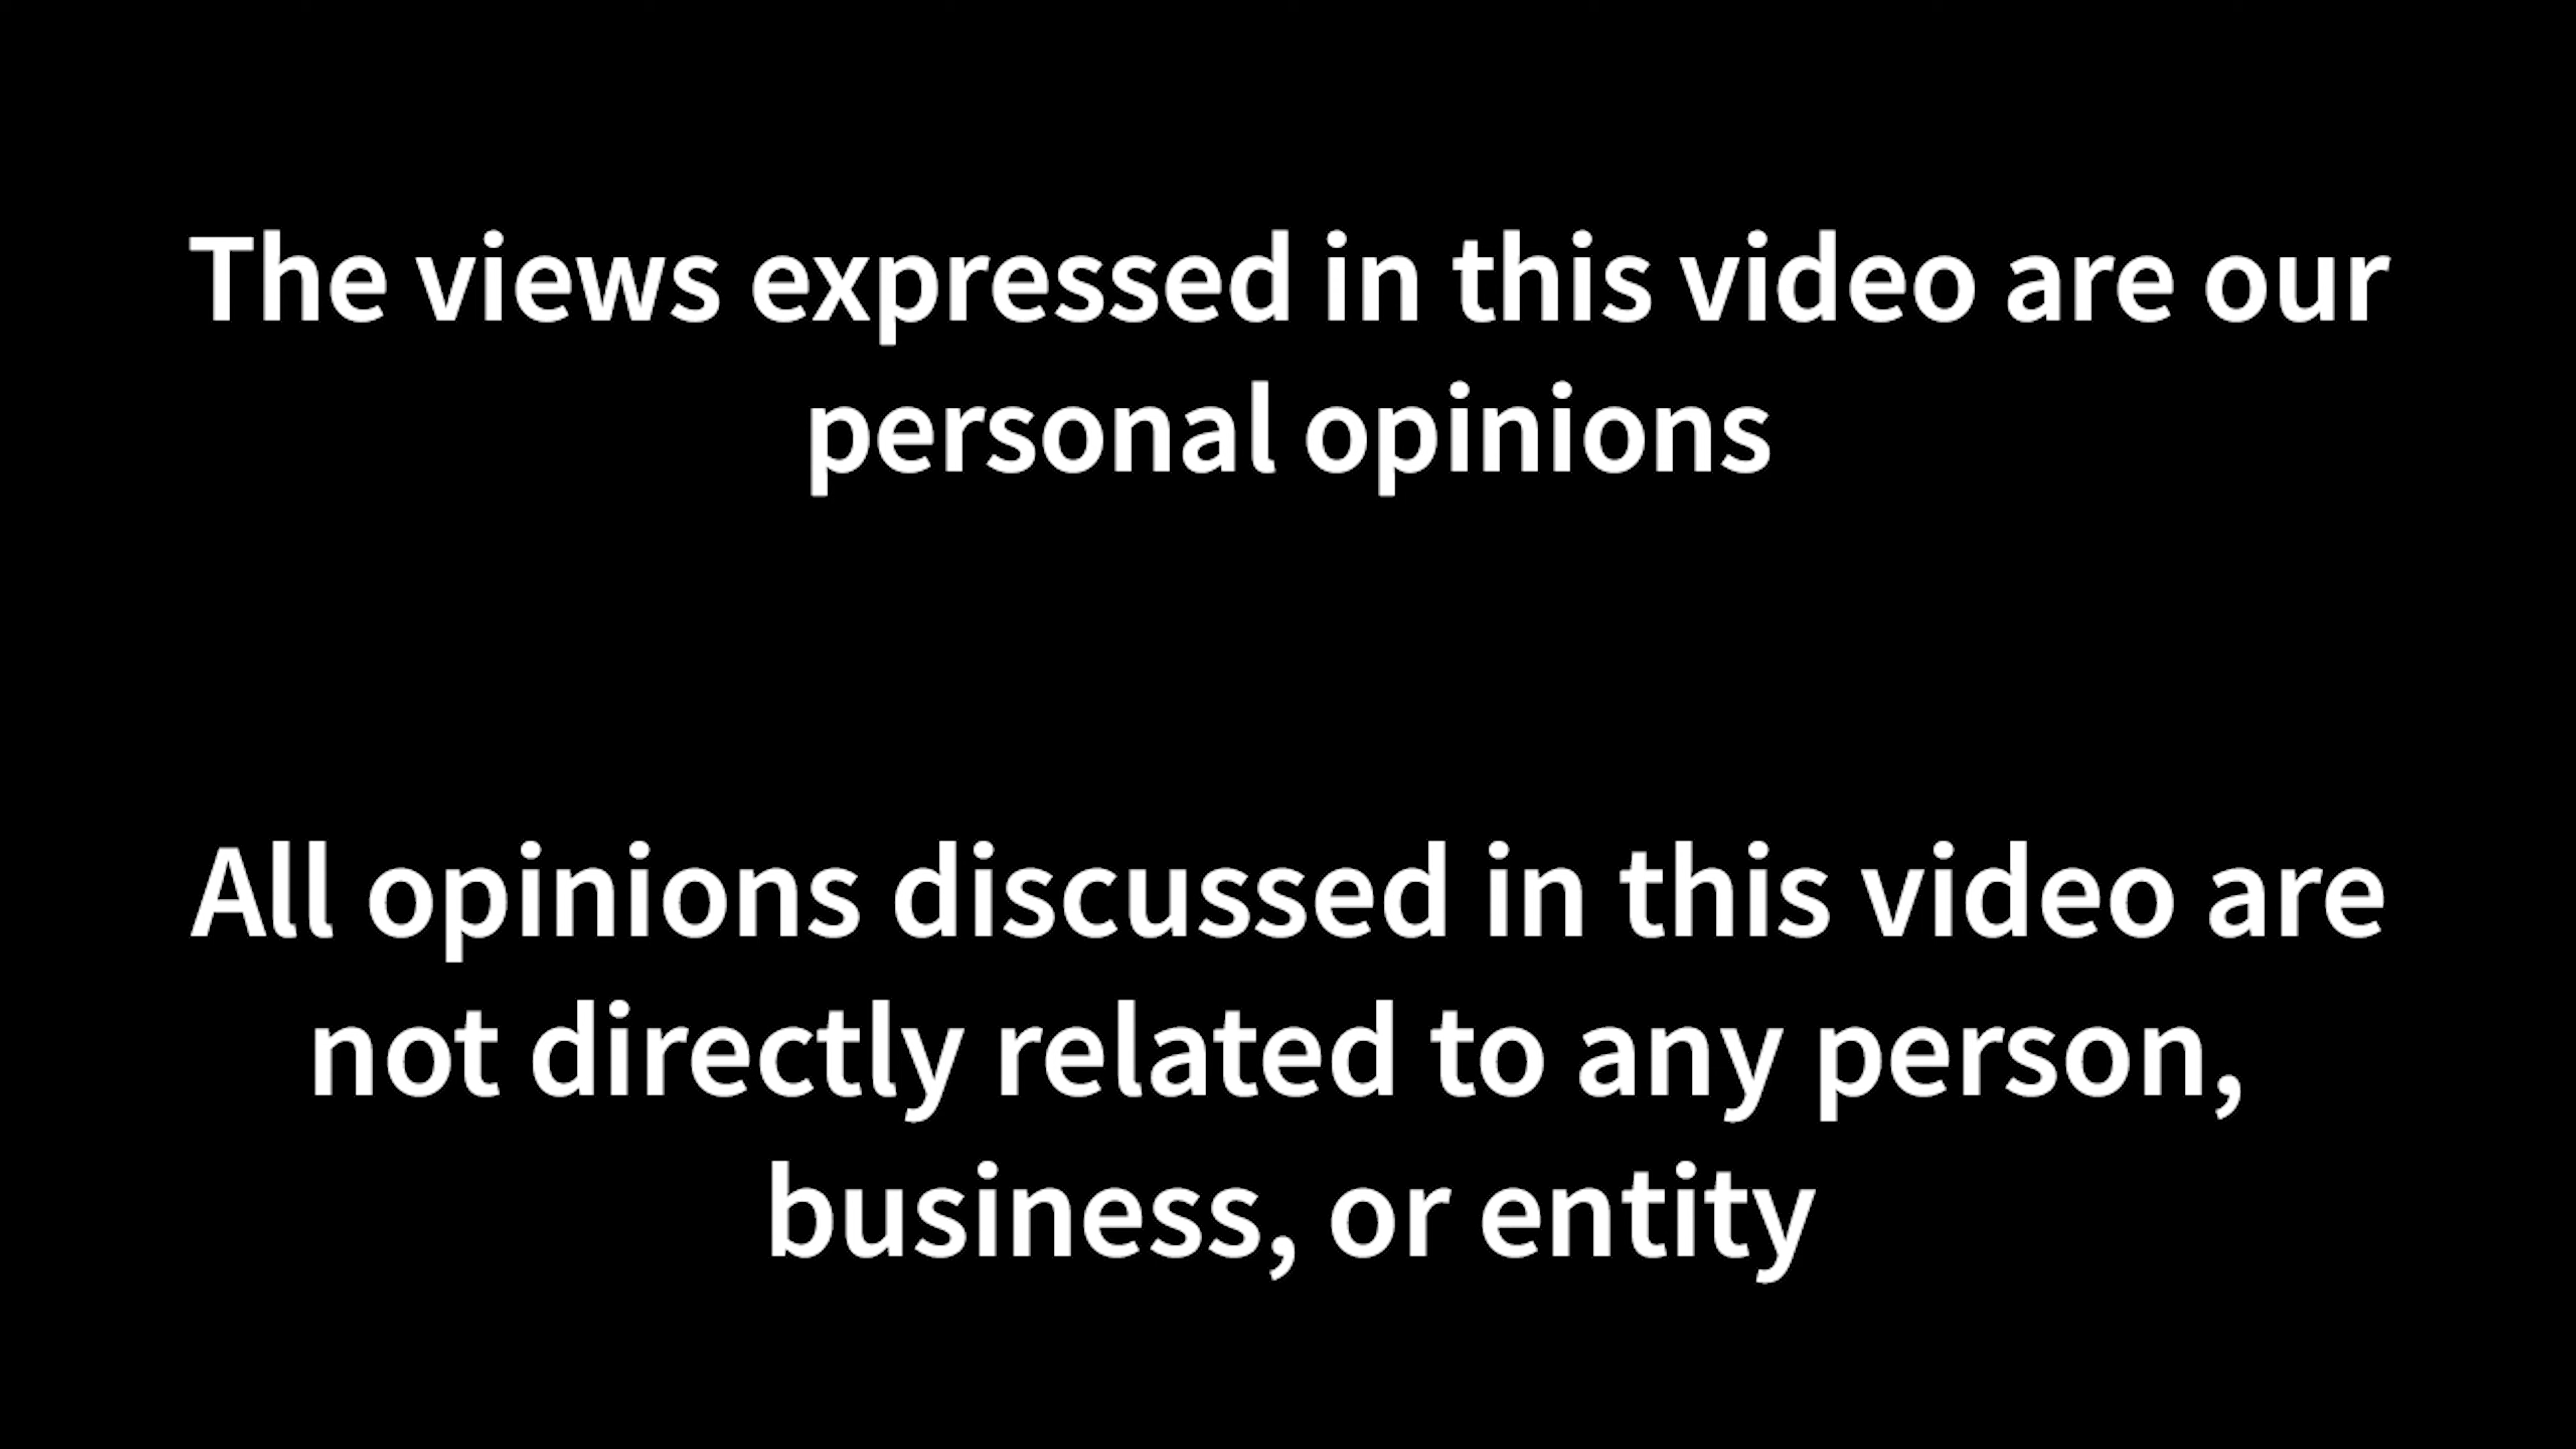 The views expressed in this video are our
personal opinions
All opinions discussed in this video are
not directly related to any person,
business, or entity